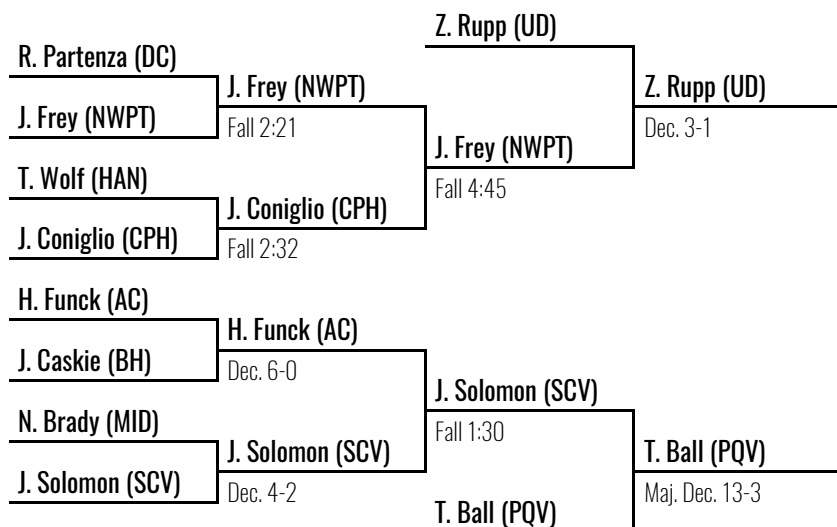 R. Partenza (DC)
J. Frey (NWPT)
T. Wolf (HAN)
J. Coniglio (CPH)
H. Funck (AC)
J. Caskie (BH)
N. Brady (MID)
J. Solomon (SCV)
J. Frey (NWPT)
Fall 2:21
J. Coniglio (CPH)
Fall 2:32
H. Funck (AC)
Dec. 6-0
J. Solomon (SCV)
Dec. 4-2
Z. Rupp (UD)
J. Frey (NWPT)
Fall 4:45
J. Solomon (SCV)
Fall 1:30
T. Ball (PQV)
Z. Rupp (UD)
Dec. 3-1
T. Ball (PQV)
Maj. Dec. 13-3